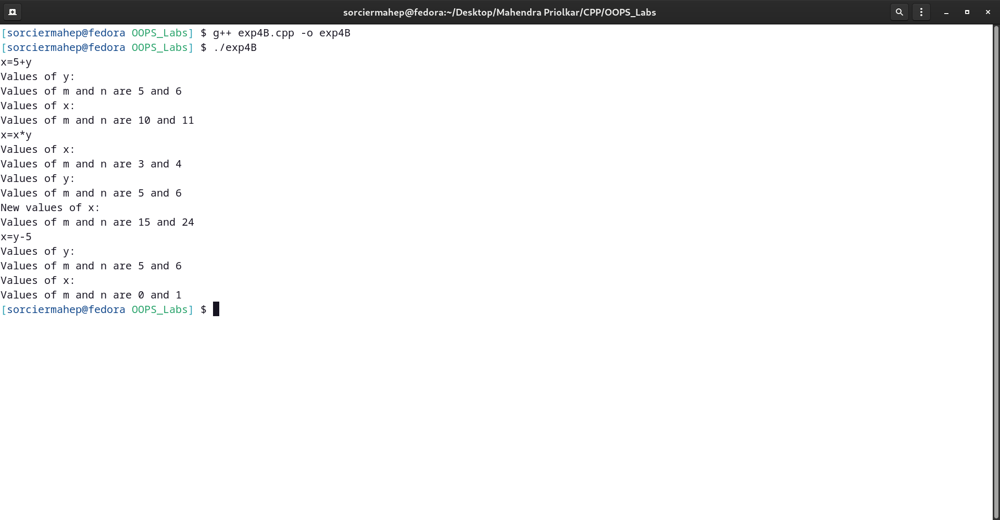 sorciermahep@fedora:~/Desktop/Mahendra Priolkar/CPP/OOPS_Labs
[sorciermahep@fedora OOPS_Labs] $ g++ exp4B.cpp -o exp4B
[sorciermahep@fedora OOPS_Labs] $ ./exp4B
x=5+y
Values of y:
Values of m and n are 5 and 6
Values of x:
Values of m and n are 10 and 11
x=x*y
Values of x:
Values of m and n are 3 and 4
Values of y:
Values of m and n are 5 and 6
New values of x:
Values of m and n are 15 and 24
x=y-5
Values of y:
Values of m and n are 5 and 6
Values of x:
Values of m and n are 0 and 1
[sorciermahep@fedora OOPS_Labs] $